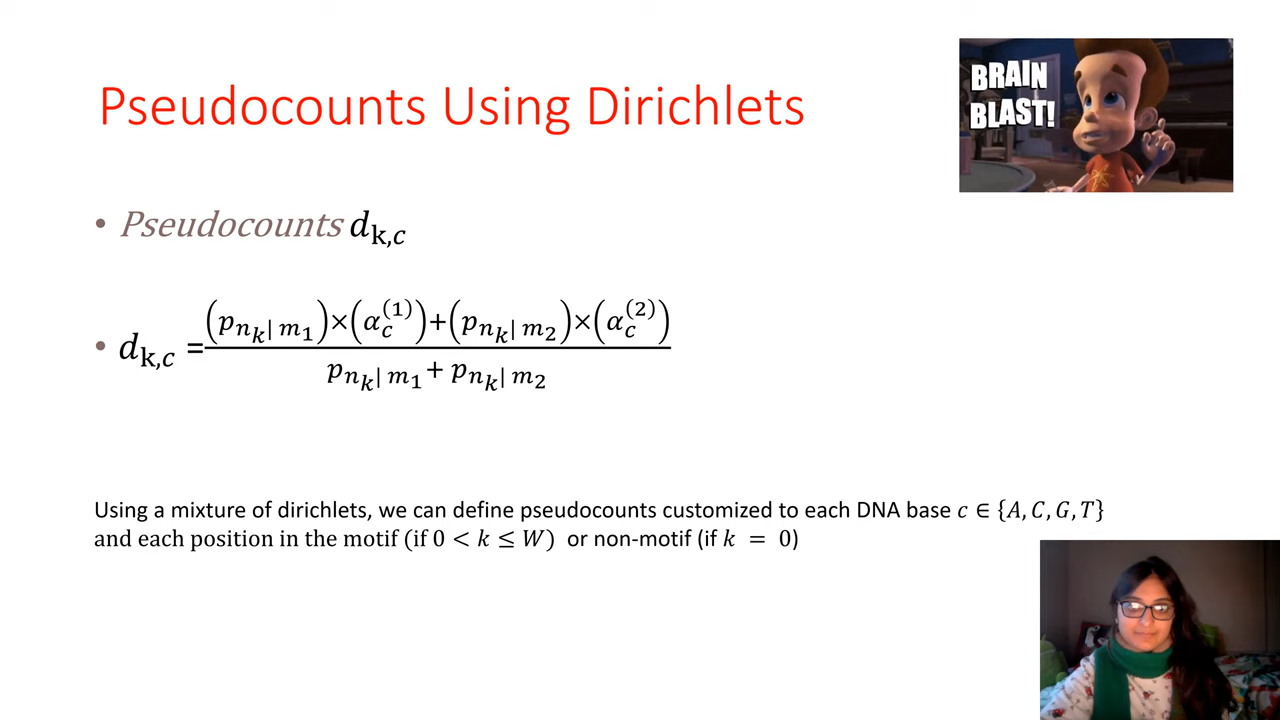 BRAIN
BLAST!
Pseudocounts Using Dirichlets
• Pseudocounts d_{k,c}
• d_{k,c} = \frac{(p_{n_k | m_1}) × (α_c^{(1)}) + (p_{n_k | m_2}) × (α_c^{(2)})}{p_{n_k | m_1} + p_{n_k | m_2}}
Using a mixture of dirichlets, we can define pseudocounts customized to each DNA base c ∈ {A, C, G, T}
and each position in the motif (if 0 < k ≤ W) or non-motif (if k = 0)